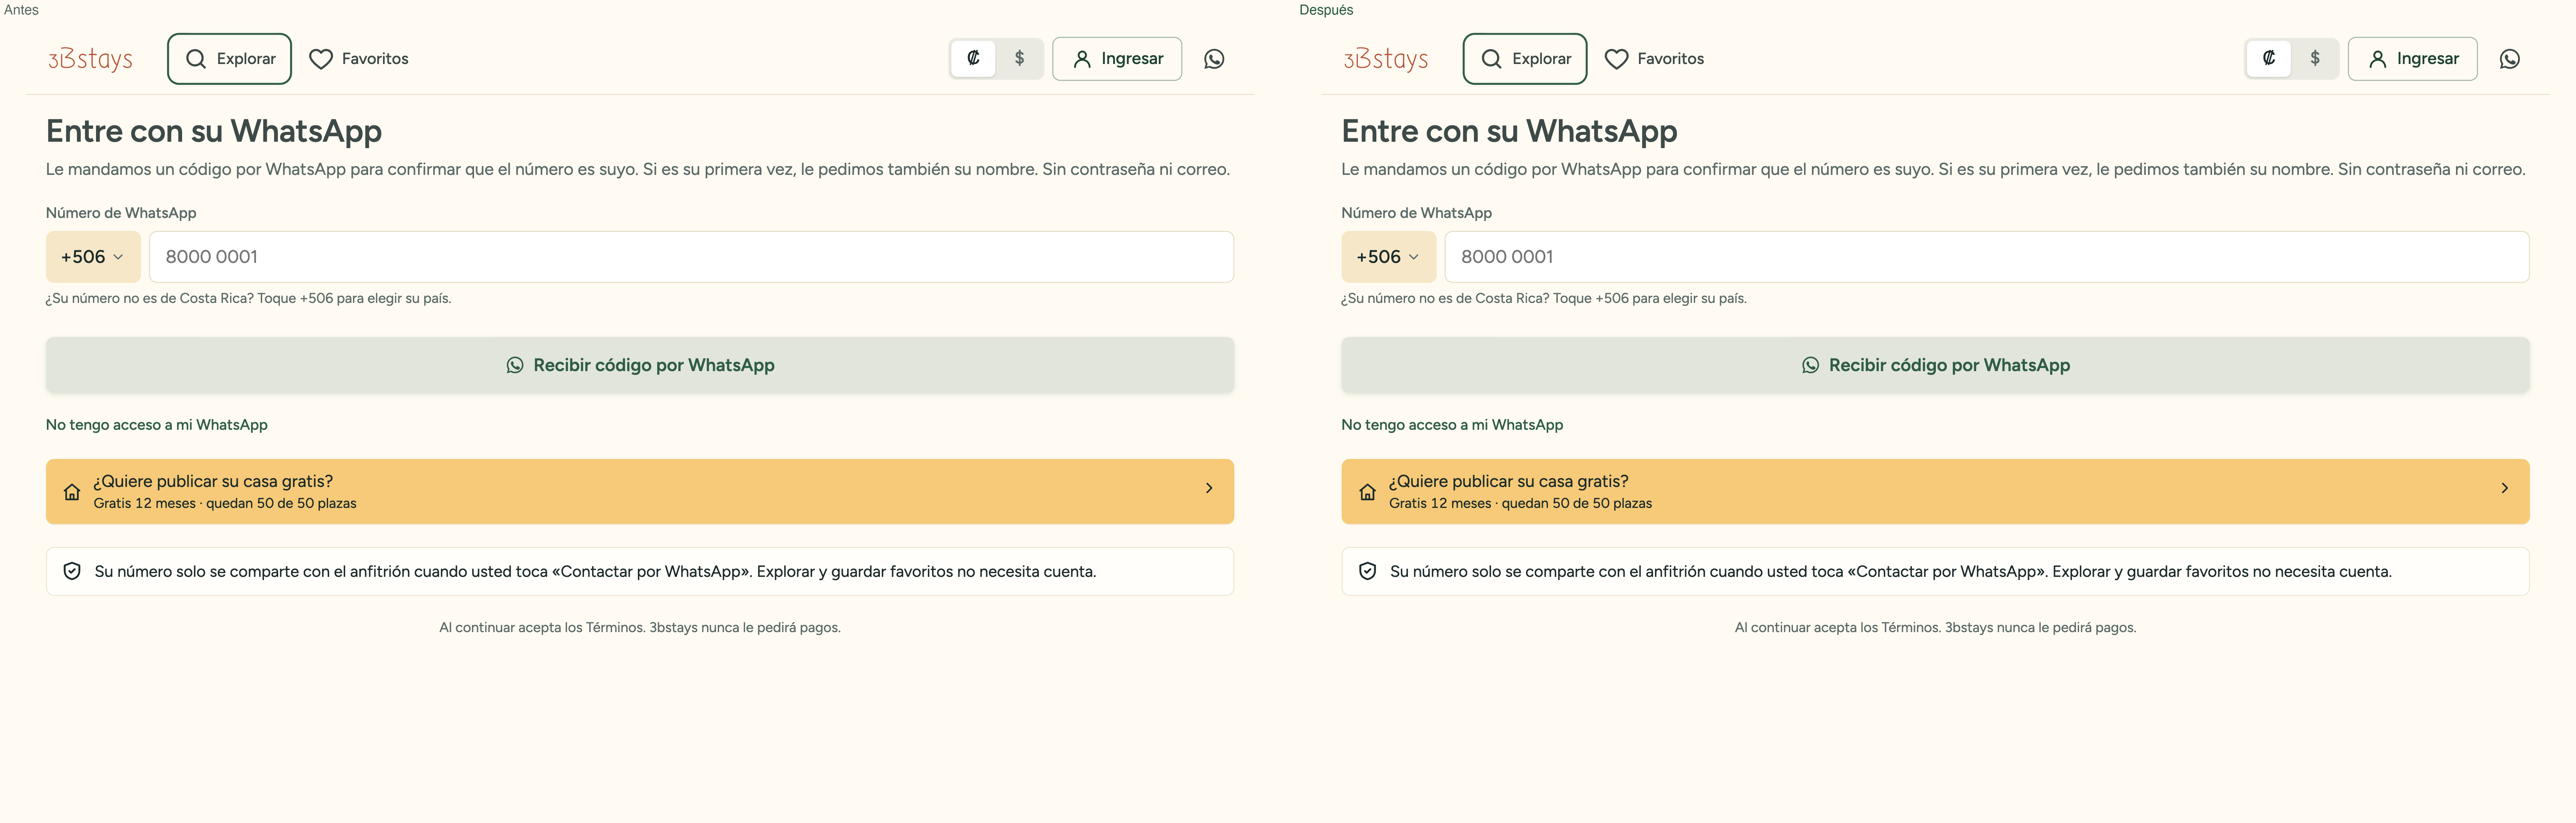 Antes
3Bstays
Explorar
Favoritos
₡
$
Ingresar
Entre con su WhatsApp
Le mandamos un código por WhatsApp para confirmar que el número es suyo. Si es su primera vez, le pedimos también su nombre. Sin contraseña ni correo.
Número de WhatsApp
+506
8000 0001
¿Su número no es de Costa Rica? Toque +506 para elegir su país.
Recibir código por WhatsApp
No tengo acceso a mi WhatsApp
¿Quiere publicar su casa gratis?
Gratis 12 meses · quedan 50 de 50 plazas
Su número solo se comparte con el anfitrión cuando usted toca «Contactar por WhatsApp». Explorar y guardar favoritos no necesita cuenta.
Al continuar acepta los Términos. 3bstays nunca le pedirá pagos.
Después
3Bstays
Explorar
Favoritos
₡
$
Ingresar
Entre con su WhatsApp
Le mandamos un código por WhatsApp para confirmar que el número es suyo. Si es su primera vez, le pedimos también su nombre. Sin contraseña ni correo.
Número de WhatsApp
+506
8000 0001
¿Su número no es de Costa Rica? Toque +506 para elegir su país.
Recibir código por WhatsApp
No tengo acceso a mi WhatsApp
¿Quiere publicar su casa gratis?
Gratis 12 meses · quedan 50 de 50 plazas
Su número solo se comparte con el anfitrión cuando usted toca «Contactar por WhatsApp». Explorar y guardar favoritos no necesita cuenta.
Al continuar acepta los Términos. 3bstays nunca le pedirá pagos.